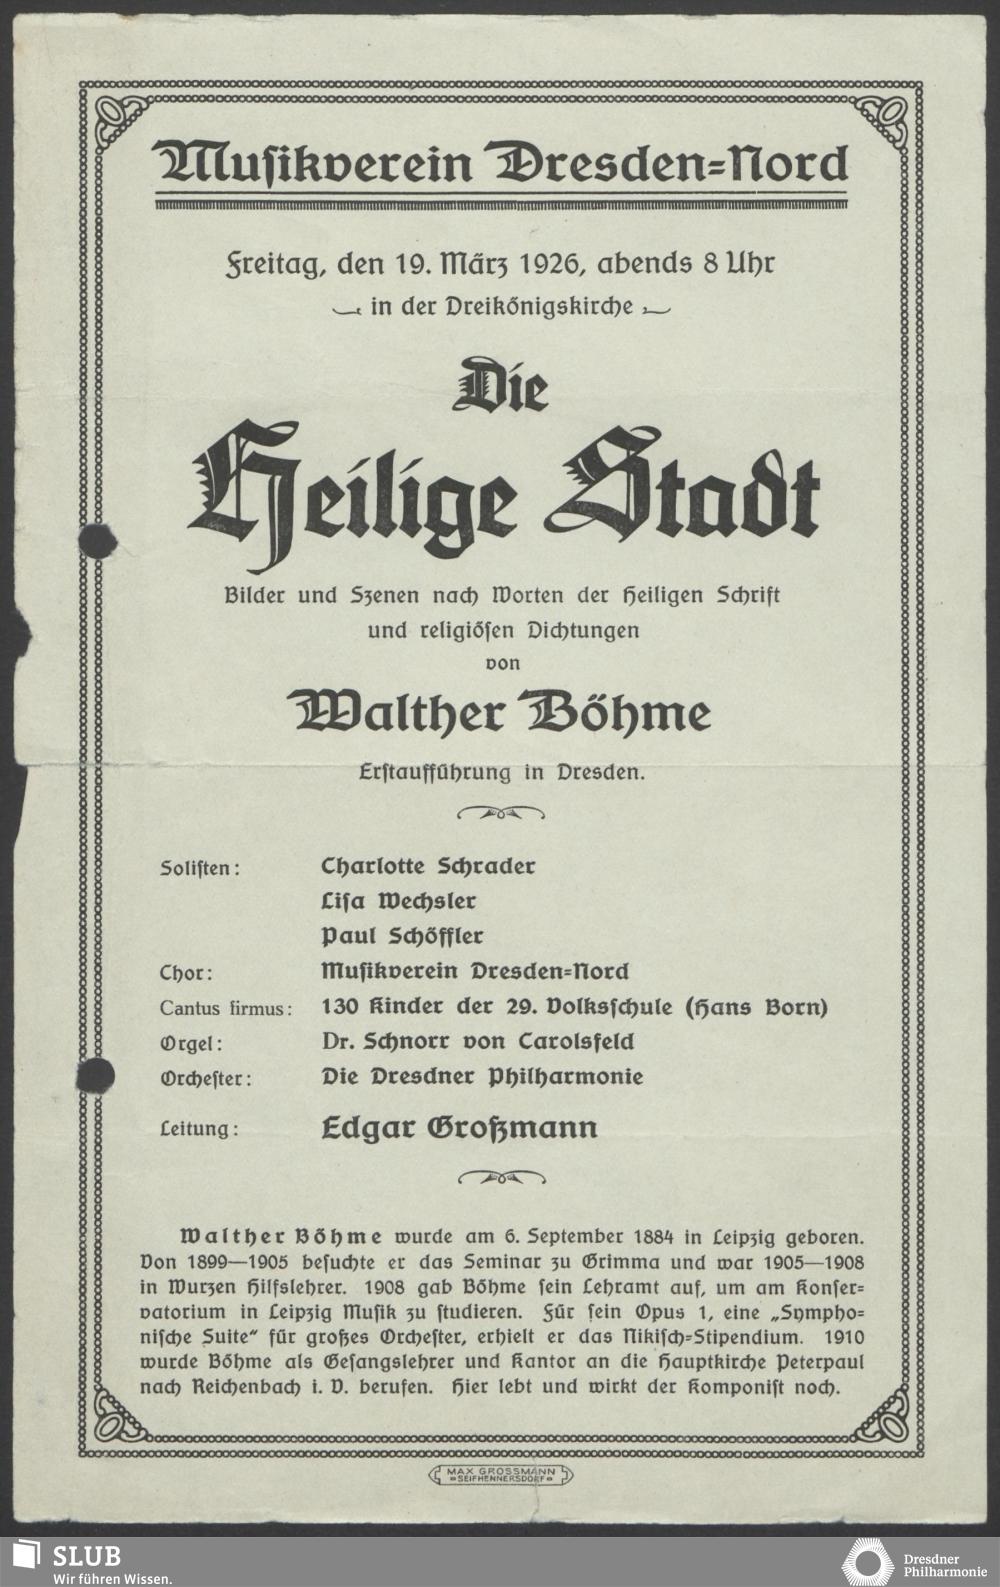 Musikverein Dresden=Nord
Freitag, den 19. März 1926, abends 8 Uhr
in der Dreikönigskirche
Die
Heilige Stadt
Bilder und Szenen nach Worten der Heiligen Schrift
und religiösen Dichtungen
von
Walther Böhme
Erstaufführung in Dresden.
Solisten: Charlotte Schrader
Lisa Wechsler
Paul Schöffler
Chor: Musikverein Dresden=Nord
Cantus firmus: 130 Kinder der 29. Volksschule (Hans Born)
Orgel: Dr. Schnorr von Carolsfeld
Orchester: Die Dresdner Philharmonie
Leitung: Edgar Großmann
Walther Böhme wurde am 6. September 1884 in Leipzig geboren.
Von 1899—1905 besuchte er das Seminar zu Grimma und war 1905—1908
in Wurzen Hilfslehrer. 1908 gab Böhme sein Lehramt auf, um am Konser=
vatorium in Leipzig Musik zu studieren. Für sein Opus 1, eine „Sympho=
nische Suite“ für großes Orchester, erhielt er das Nikisch=Stipendium. 1910
wurde Böhme als Gesangslehrer und Kantor an die Hauptkirche Peterpaul
nach Reichenbach i. V. berufen. Hier lebt und wirkt der Komponist noch.
MAX GROSSMANN
SEIFHENNERSDORF
SLUB
Wir führen Wissen.
Dresdner
Philharmonie